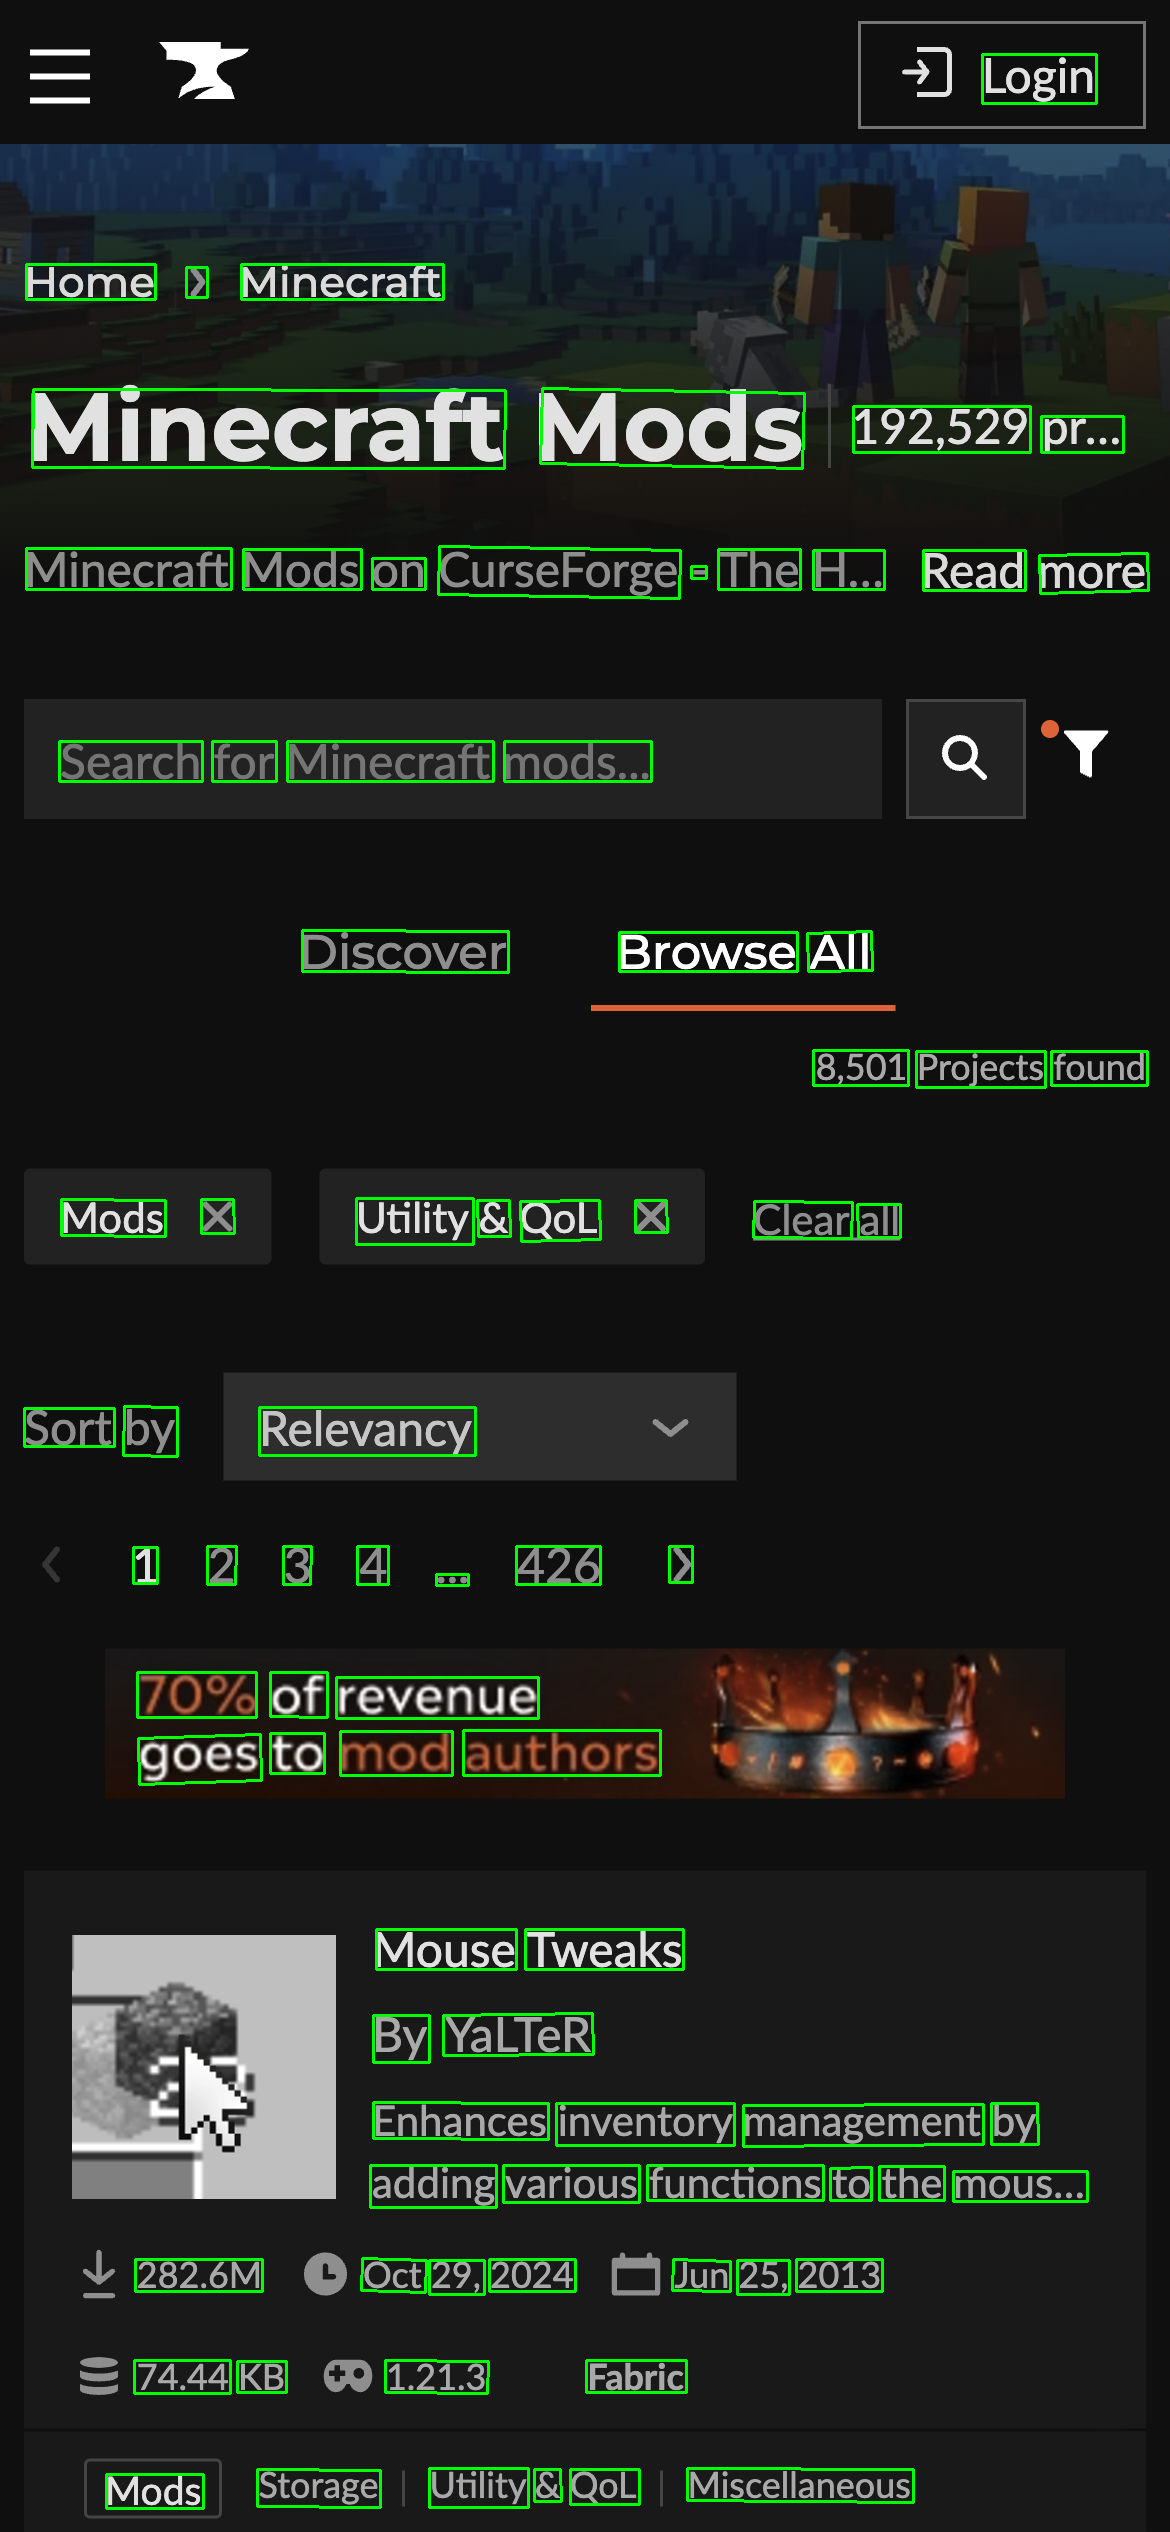 Login
Home › Minecraft
Minecraft Mods 192,529 pr...
Minecraft Mods on CurseForge - The H... Read more
Search for Minecraft mods...
Discover Browse All
8,501 Projects found
Mods ✕ Utility & QoL ✕ Clear all
Sort by Relevancy
‹ 1 2 3 4 ... 426 ›
70% of revenue
goes to mod authors
Mouse Tweaks
By YaLTeR
Enhances inventory management by
adding various functions to the mous...
282.6M Oct 29, 2024 Jun 25, 2013
74.44 KB 1.21.3 Fabric
Mods Storage | Utility & QoL | Miscellaneous